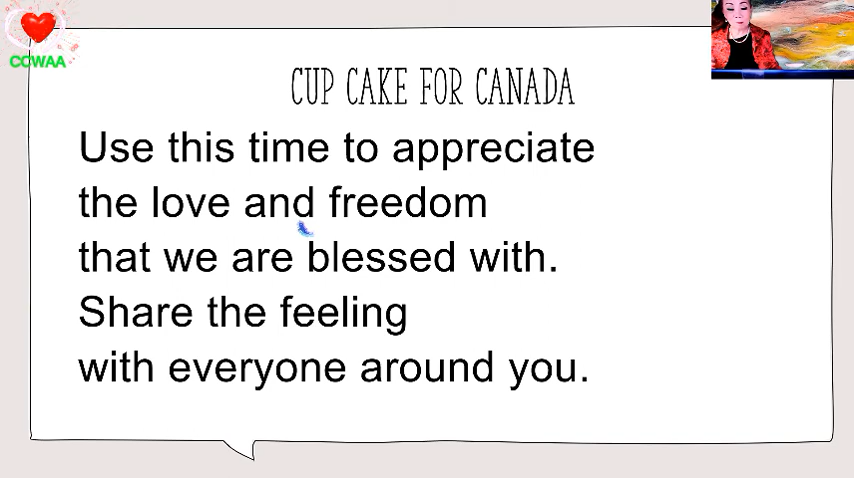 CCWAA
CUP CAKE FOR CANADA
Use this time to appreciate
the love and freedom
that we are blessed with.
Share the feeling
with everyone around you.